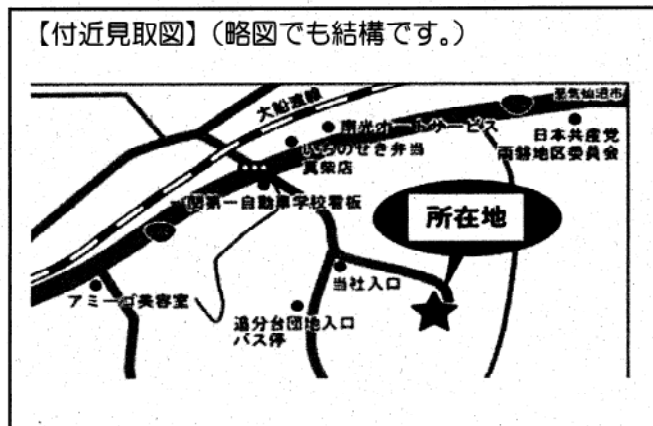 【付近見取図】（略図でも結構です。）
大船渡線
至気仙沼市
南光オートサービス
日本共産党
両磐地区委員会
いちのせき弁当
真柴店
一関第一自動車学校看板
所在地
当社入口
アミーゴ美容室
追分台団地入口
バス停